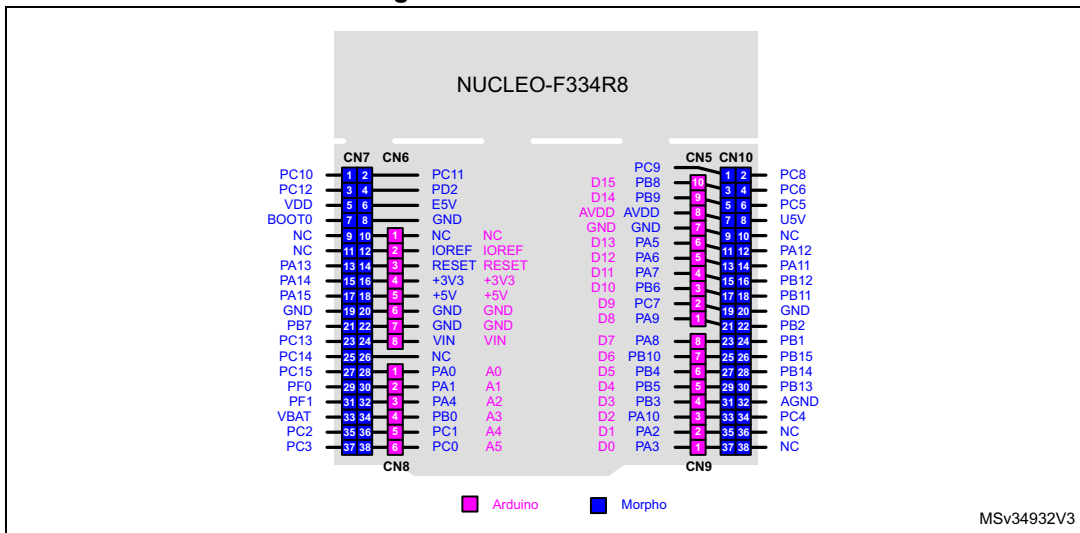 NUCLEO-F334R8
CN7 CN6 CN5 CN10
PC9
PC10 1 2 PC11 1 2 PC8
D15 PB8 10
PC12 3 4 PD2 3 4 PC6
D14 PB9 9
VDD 5 6 E5V 5 6 PC5
AVDD AVDD 8
BOOT0 7 8 GND 7 8 U5V
GND GND 7
NC 9 10 1 NC NC 9 10 NC
D13 PA5 6
NC 11 12 2 IOREF IOREF 11 12 PA12
D12 PA6 5
PA13 13 14 3 RESET RESET 13 14 PA11
D11 PA7 4
PA14 15 16 4 +3V3 +3V3 15 16 PB12
D10 PB6 3
PA15 17 18 5 +5V +5V 17 18 PB11
D9 PC7 2
GND 19 20 6 GND GND 19 20 GND
D8 PA9 1
PB7 21 22 7 GND GND 21 22 PB2
PC13 23 24 8 VIN VIN D7 PA8 8 23 24 PB1
PC14 25 26 NC D6 PB10 7 25 26 PB15
PC15 27 28 1 PA0 A0 D5 PB4 6 27 28 PB14
PF0 29 30 2 PA1 A1 D4 PB5 5 29 30 PB13
PF1 31 32 3 PA4 A2 D3 PB3 4 31 32 AGND
VBAT 33 34 4 PB0 A3 D2 PA10 3 33 34 PC4
PC2 35 36 5 PC1 A4 D1 PA2 2 35 36 NC
PC3 37 38 6 PC0 A5 D0 PA3 1 37 38 NC
CN8 CN9
Arduino Morpho
MSv34932V3